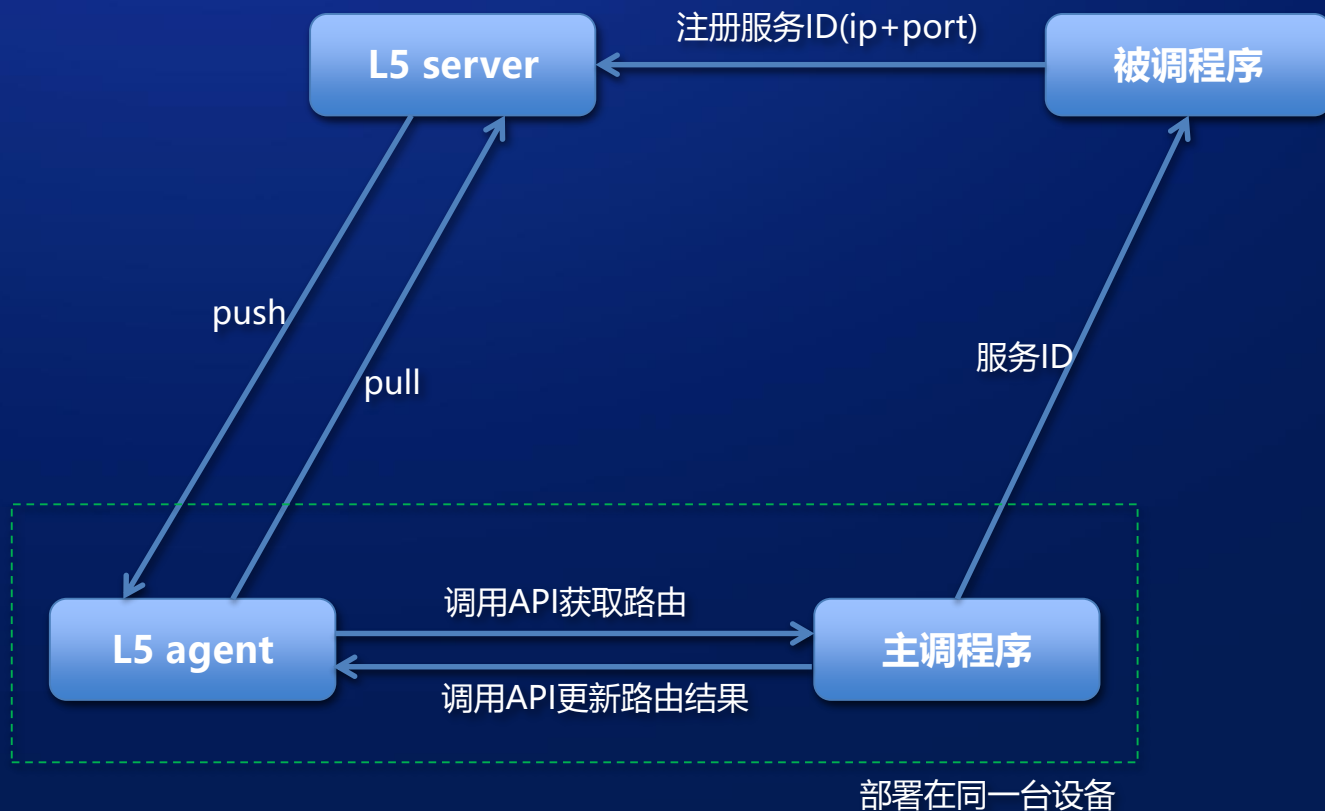 注册服务ID(ip+port)
L5 server
被调程序
push
服务ID
pull
调用API获取路由
L5 agent
主调程序
调用API更新路由结果
部署在同一台设备